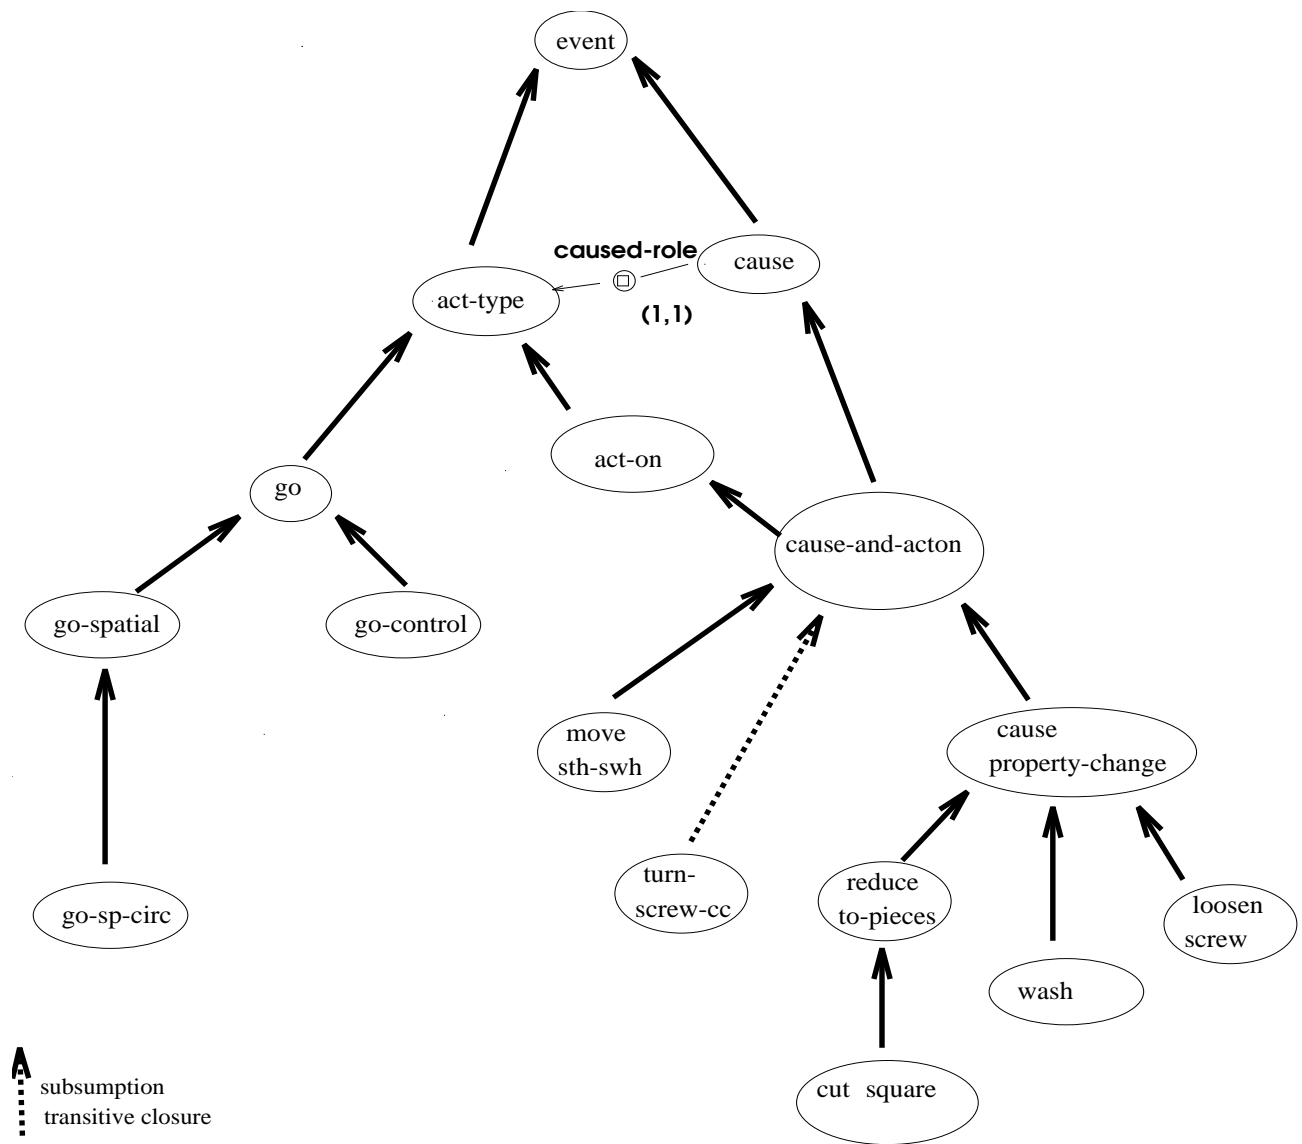 event
caused-role
cause
act-type
(1,1)
act-on
go
cause-and-acton
go-spatial
go-control
move
sth-swh
cause
property-change
turn-
screw-cc
reduce
to-pieces
loosen
screw
go-sp-circ
wash
cut square
subsumption
transitive closure